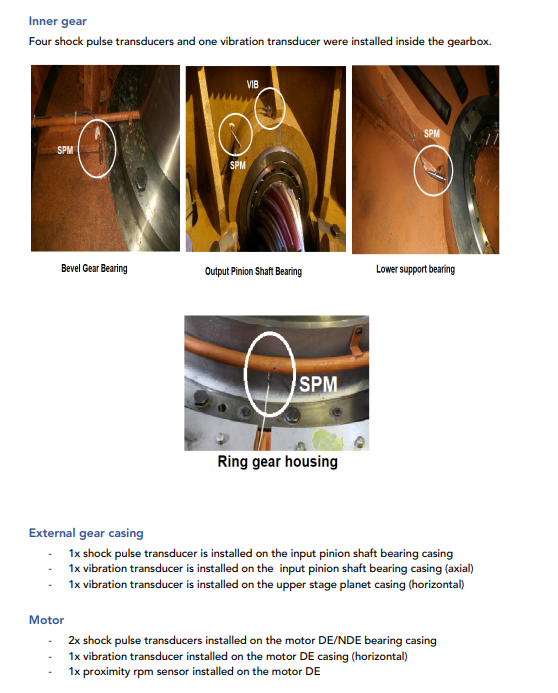 Inner gear
Four shock pulse transducers and one vibration transducer were installed inside the gearbox.
SPM
VIB
SPM
SPM
Bevel Gear Bearing
Output Pinion Shaft Bearing
Lower support bearing
SPM
Ring gear housing
External gear casing
- 1x shock pulse transducer is installed on the input pinion shaft bearing casing
- 1x vibration transducer is installed on the input pinion shaft bearing casing (axial)
- 1x vibration transducer is installed on the upper stage planet casing (horizontal)
Motor
- 2x shock pulse transducers installed on the motor DE/NDE bearing casing
- 1x vibration transducer installed on the motor DE casing (horizontal)
- 1x proximity rpm sensor installed on the motor DE